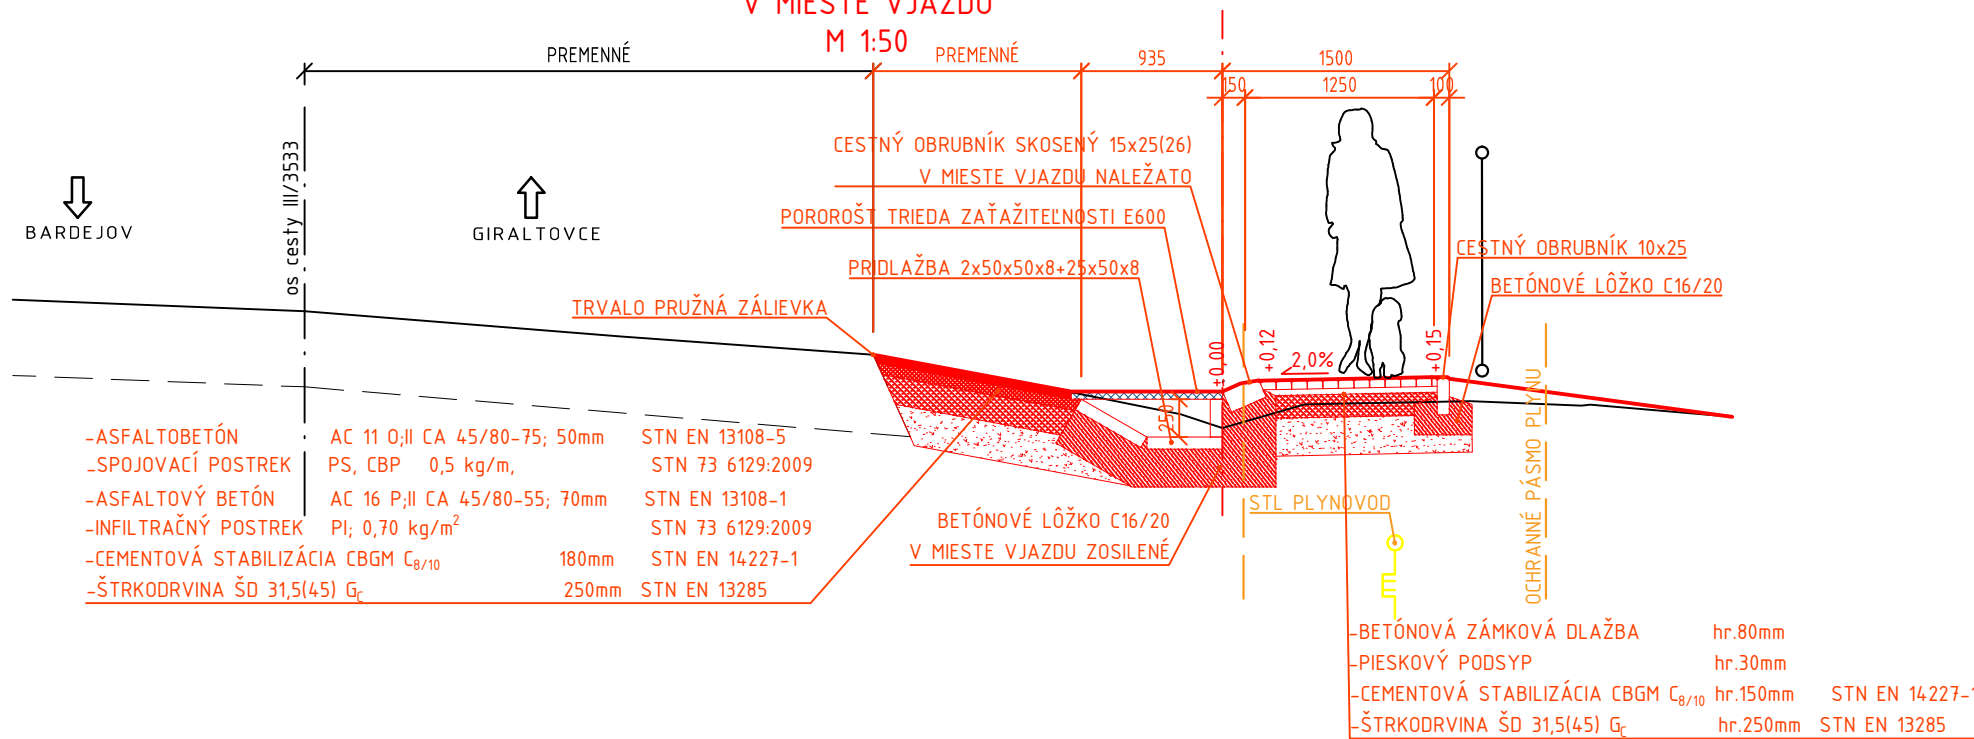 V MIESTE VJAZDU
M 1:50
PREMENNÉ
PREMENNÉ
935
1500
150
1250
100
CESTNÝ OBRUBNÍK SKOSENÝ 15x25(26)
V MIESTE VJAZDU NALEŽATO
POROROŠT TRIEDA ZAŤAŽITEĽNOSTI E600
PRIDLAŽBA 2x50x50x8+25x50x8
TRVALO PRUŽNÁ ZÁLIEVKA
BARDEJOV
os cesty III/3533
GIRALTOVCE
CESTNÝ OBRUBNÍK 10x25
BETÓNOVÉ LÔŽKO C16/20
+0,00
+0,12
2,0%
+0,15
250
-ASFALTOBETÓN AC 11 O;II CA 45/80-75; 50mm STN EN 13108-5
-SPOJOVACÍ POSTREK PS, CBP 0,5 kg/m, STN 73 6129:2009
-ASFALTOVÝ BETÓN AC 16 P;II CA 45/80-55; 70mm STN EN 13108-1
-INFILTRAČNÝ POSTREK PI; 0,70 kg/m² STN 73 6129:2009
-CEMENTOVÁ STABILIZÁCIA CBGM C8/10 180mm STN EN 14227-1
-ŠTRKODRVINA ŠD 31,5(45) GC 250mm STN EN 13285
BETÓNOVÉ LÔŽKO C16/20
V MIESTE VJAZDU ZOSILENÉ
STL PLYNOVOD
OCHRANNÉ PÁSMO PLYNU
-BETÓNOVÁ ZÁMKOVÁ DLAŽBA hr.80mm
-PIESKOVÝ PODSYP hr.30mm
-CEMENTOVÁ STABILIZÁCIA CBGM C8/10 hr.150mm STN EN 14227-1
-ŠTRKODRVINA ŠD 31,5(45) GC hr.250mm STN EN 13285